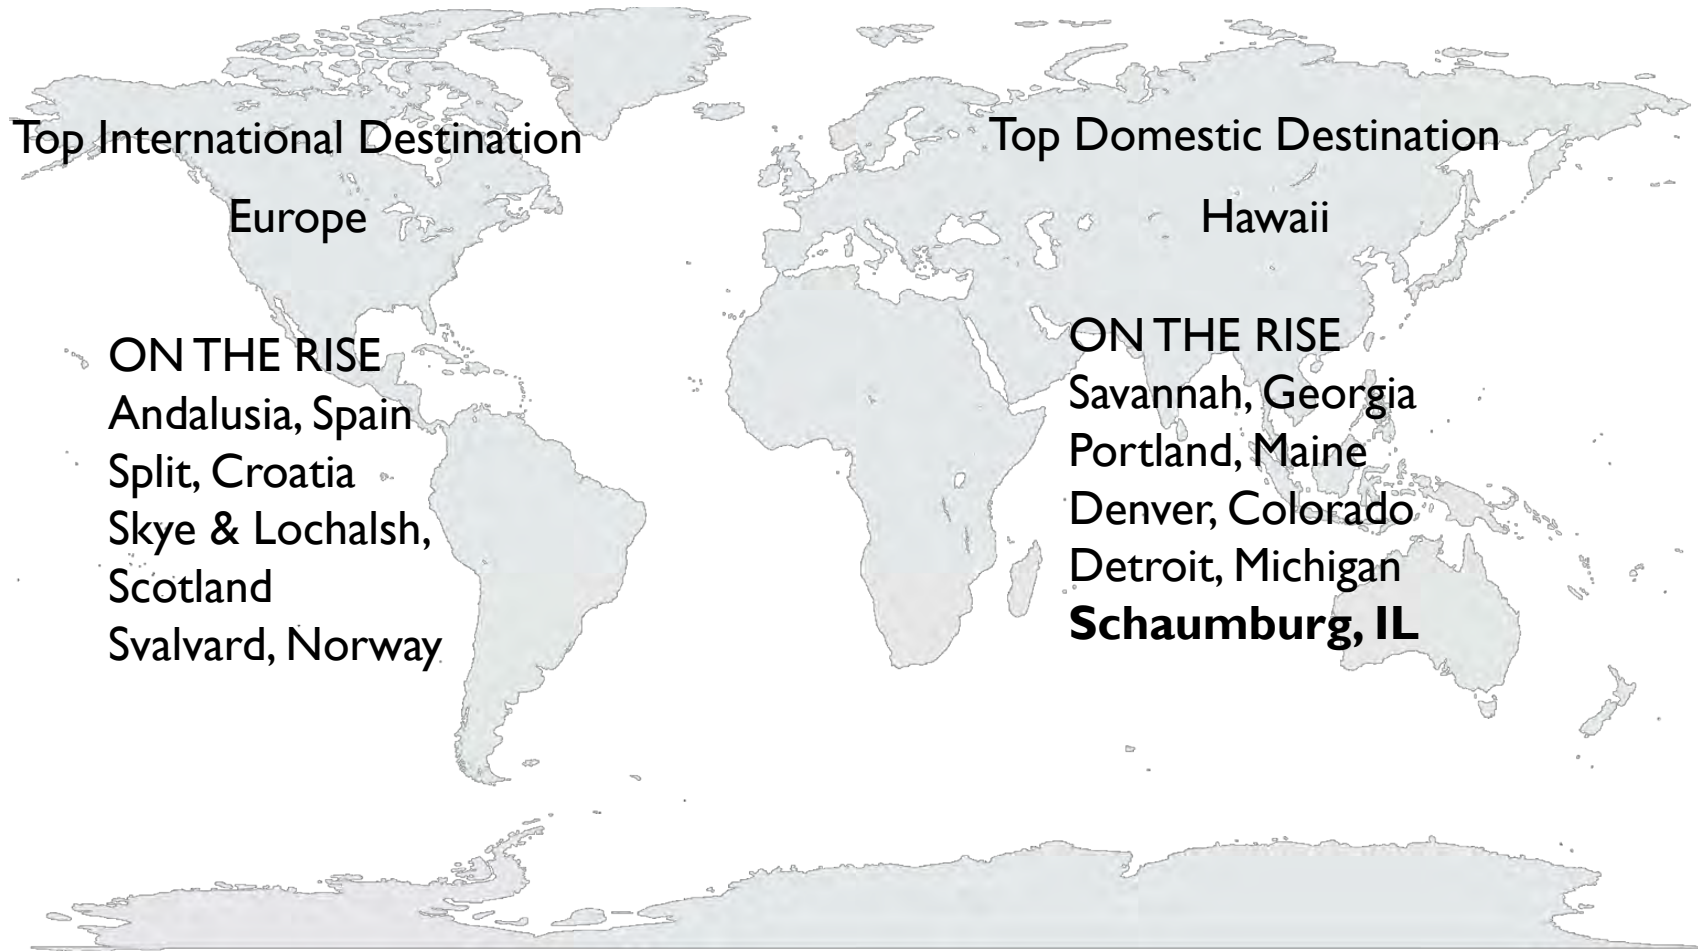 Top International Destination
Europe
ON THE RISE
Andalusia, Spain
Split, Croatia
Skye & Lochalsh,
Scotland
Svalvard, Norway
Top Domestic Destination
Hawaii
ON THE RISE
Savannah, Georgia
Portland, Maine
Denver, Colorado
Detroit, Michigan
Schaumburg, IL